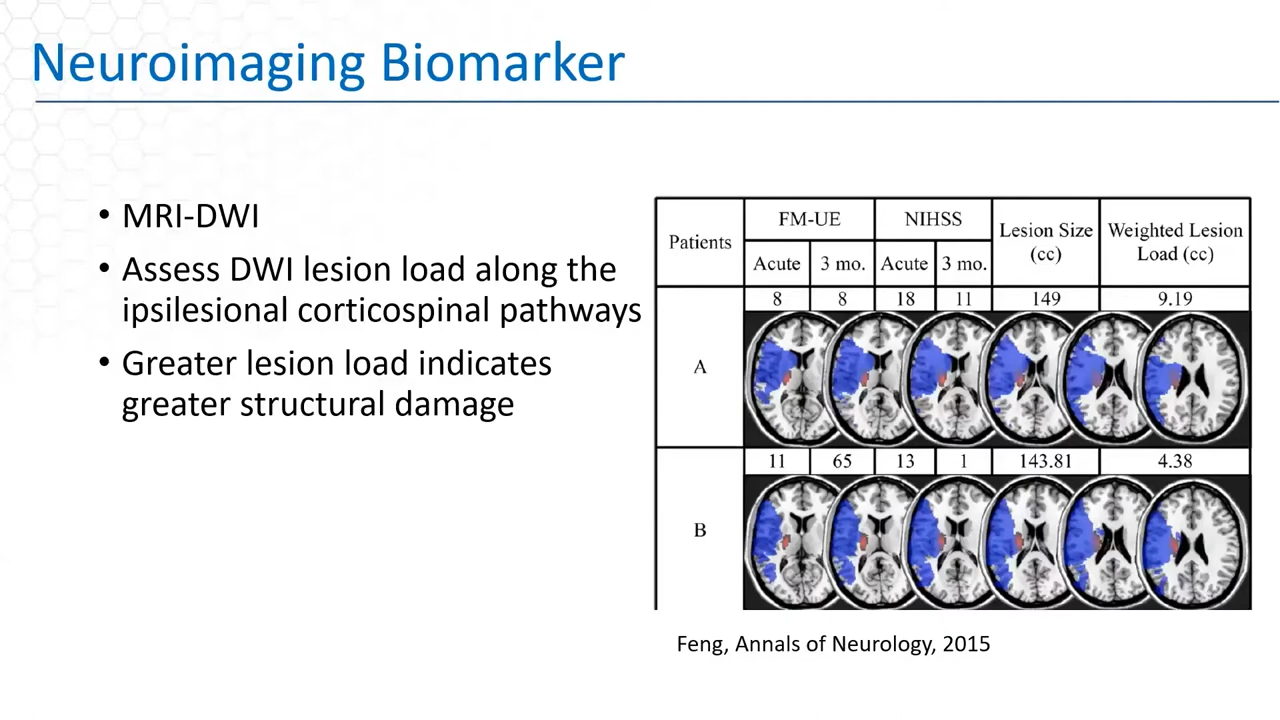 Neuroimaging Biomarker
• MRI-DWI
• Assess DWI lesion load along the
ipsilesional corticospinal pathways
• Greater lesion load indicates
greater structural damage
Patients FM-UE NIHSS Lesion Size (cc) Weighted Lesion Load (cc)
Acute 3 mo. Acute 3 mo.
8 8 18 11 149 9.19
A
11 65 13 1 143.81 4.38
B
Feng, Annals of Neurology, 2015